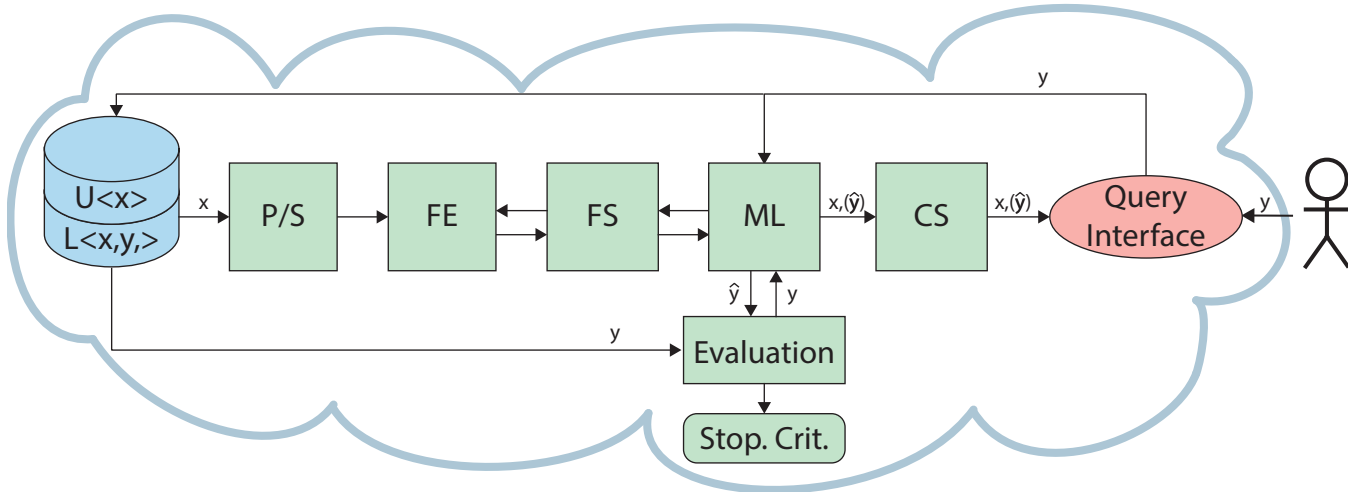 y
U<x>
L<x,y,>
x
P/S
FE
FS
ML
x,(ŷ)
CS
x,(ŷ)
Query
Interface
y
ŷ
y
y
Evaluation
Stop. Crit.